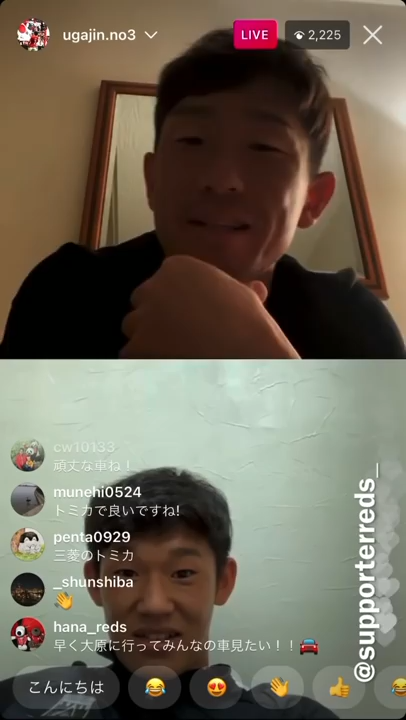 ugajin.no3
LIVE
2,225
cw10133
頑丈な車ね！
munehi0524
トミカで良いですね!
penta0929
三菱のトミカ
_shunshiba
👋
hana_reds
早く大原に行ってみんなの車見たい！！🚘
@supporterreds_
こんにちは 😂 😍 👋 👍 😂